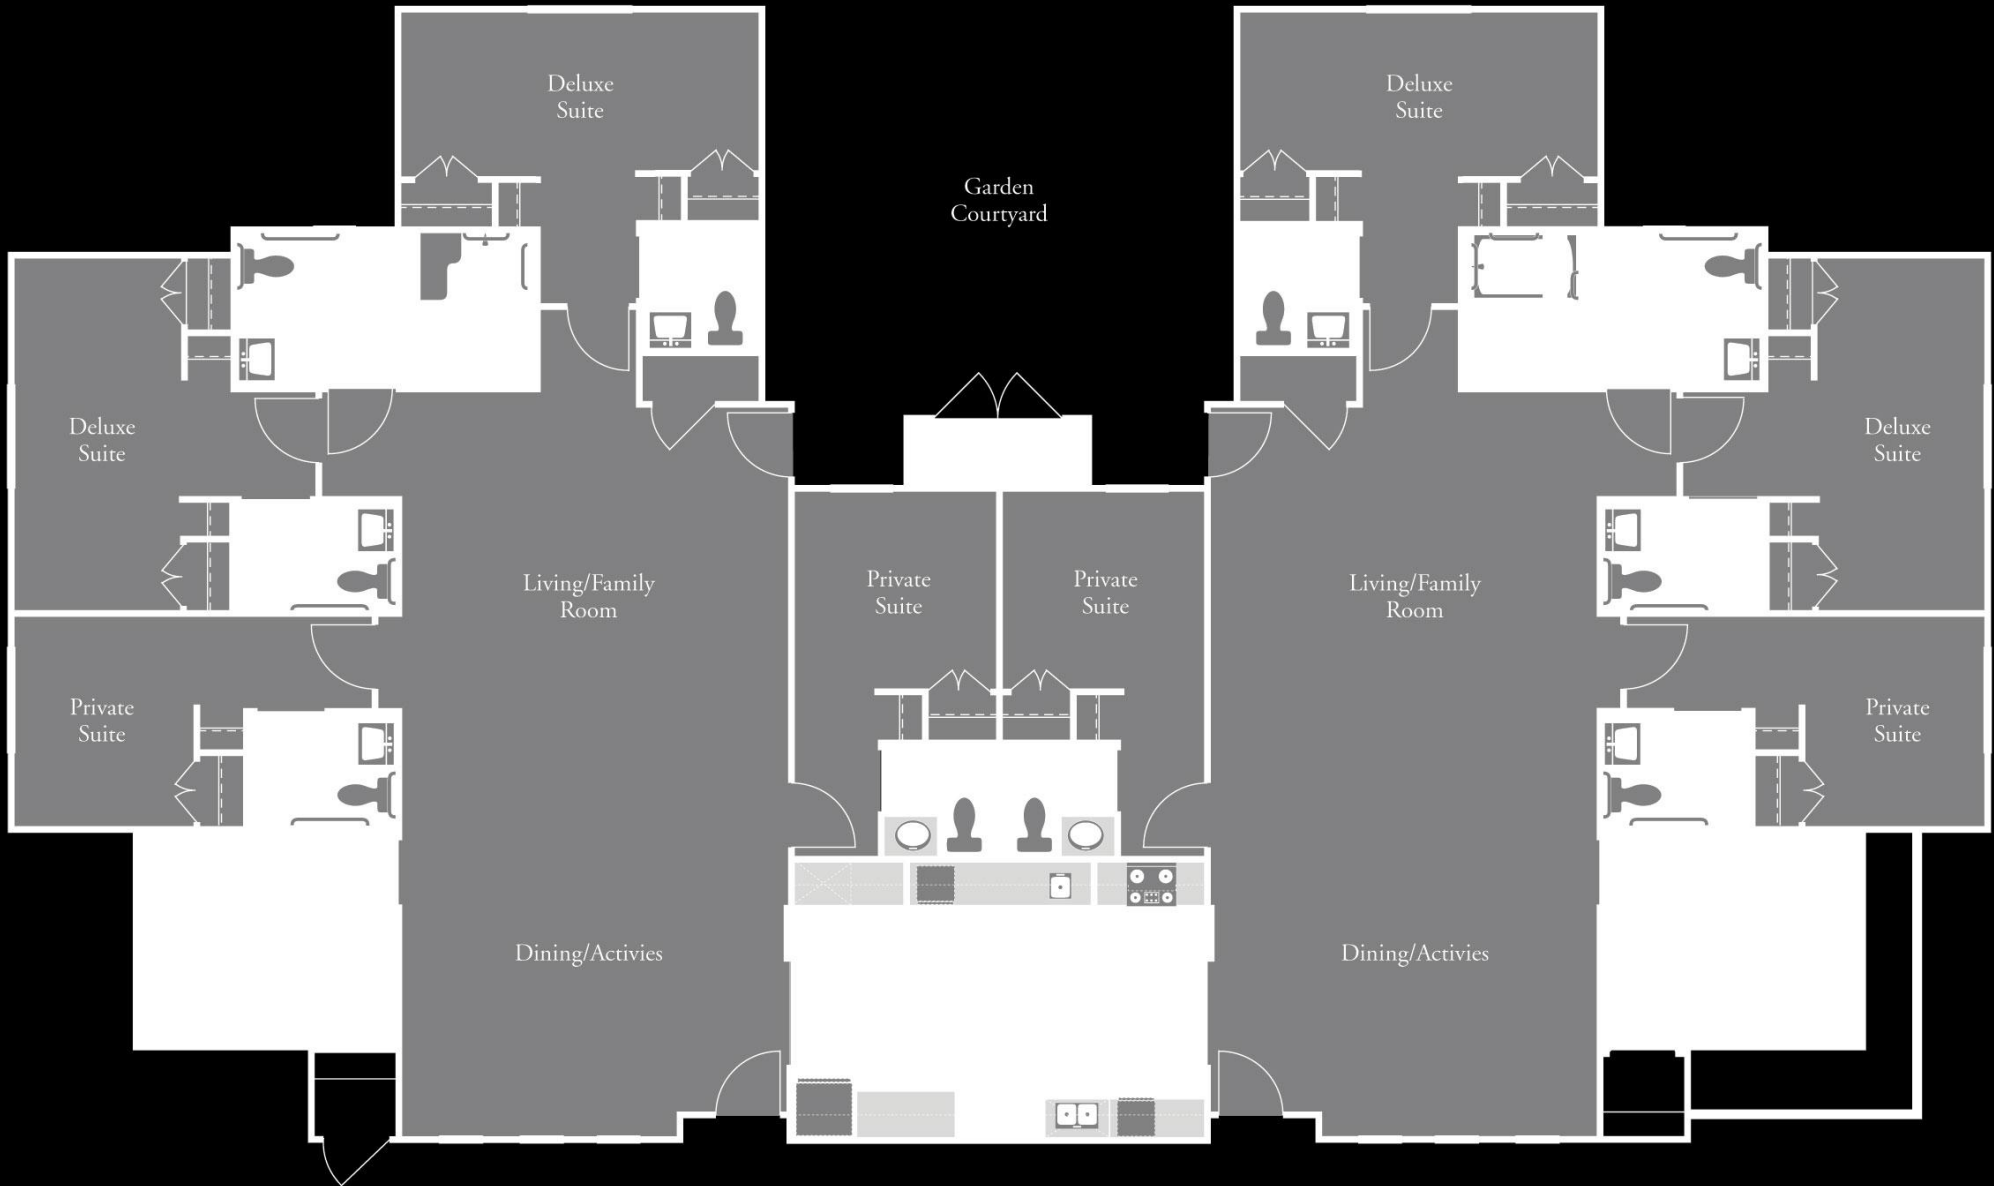 Deluxe
Suite
Deluxe
Suite
Garden
Courtyard
Deluxe
Suite
Deluxe
Suite
Living/Family
Room
Private
Suite
Private
Suite
Living/Family
Room
Private
Suite
Private
Suite
Dining/Activies
Dining/Activies